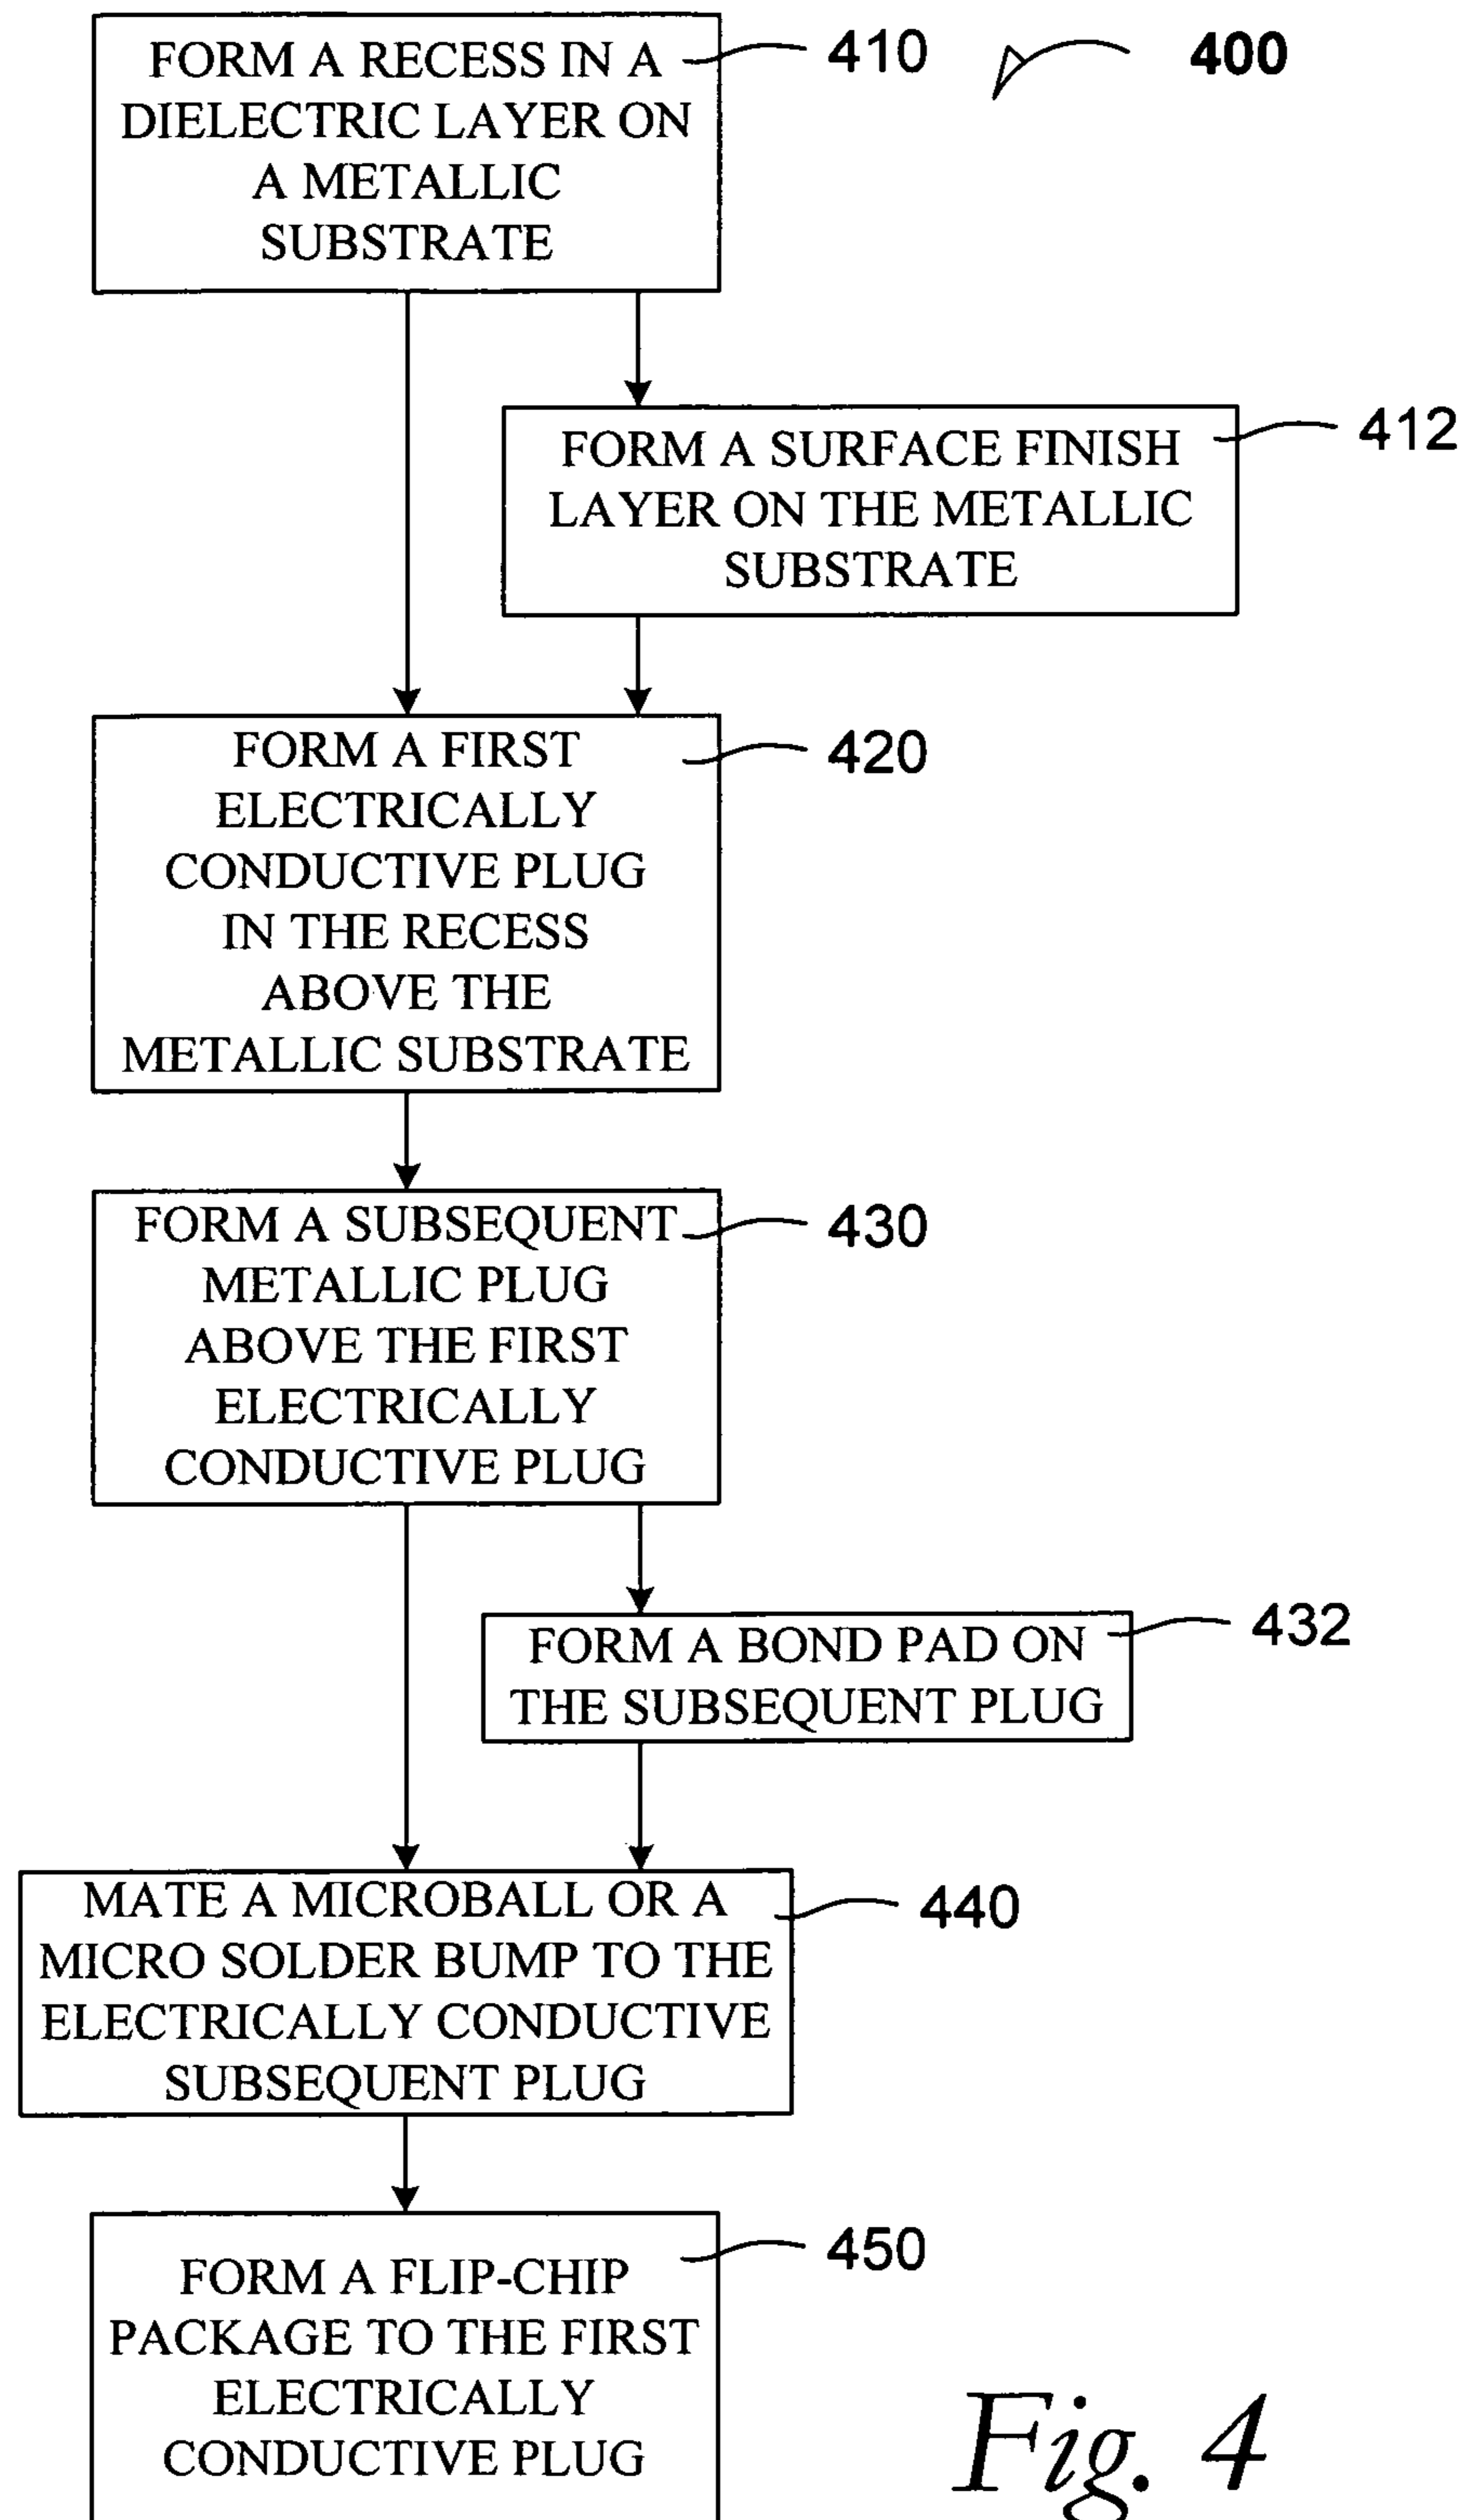 FORM A RECESS IN A
DIELECTRIC LAYER ON
A METALLIC
SUBSTRATE
410
400
FORM A SURFACE FINISH
LAYER ON THE METALLIC
SUBSTRATE
412
FORM A FIRST
ELECTRICALLY
CONDUCTIVE PLUG
IN THE RECESS
ABOVE THE
METALLIC SUBSTRATE
420
FORM A SUBSEQUENT
METALLIC PLUG
ABOVE THE FIRST
ELECTRICALLY
CONDUCTIVE PLUG
430
FORM A BOND PAD ON
THE SUBSEQUENT PLUG
432
MATE A MICROBALL OR A
MICRO SOLDER BUMP TO THE
ELECTRICALLY CONDUCTIVE
SUBSEQUENT PLUG
440
FORM A FLIP-CHIP
PACKAGE TO THE FIRST
ELECTRICALLY
CONDUCTIVE PLUG
450
Fig. 4